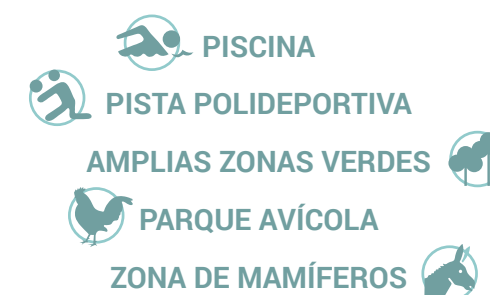 PISCINA
PISTA POLIDEPORTIVA
AMPLIAS ZONAS VERDES
PARQUE AVÍCOLA
ZONA DE MAMÍFEROS